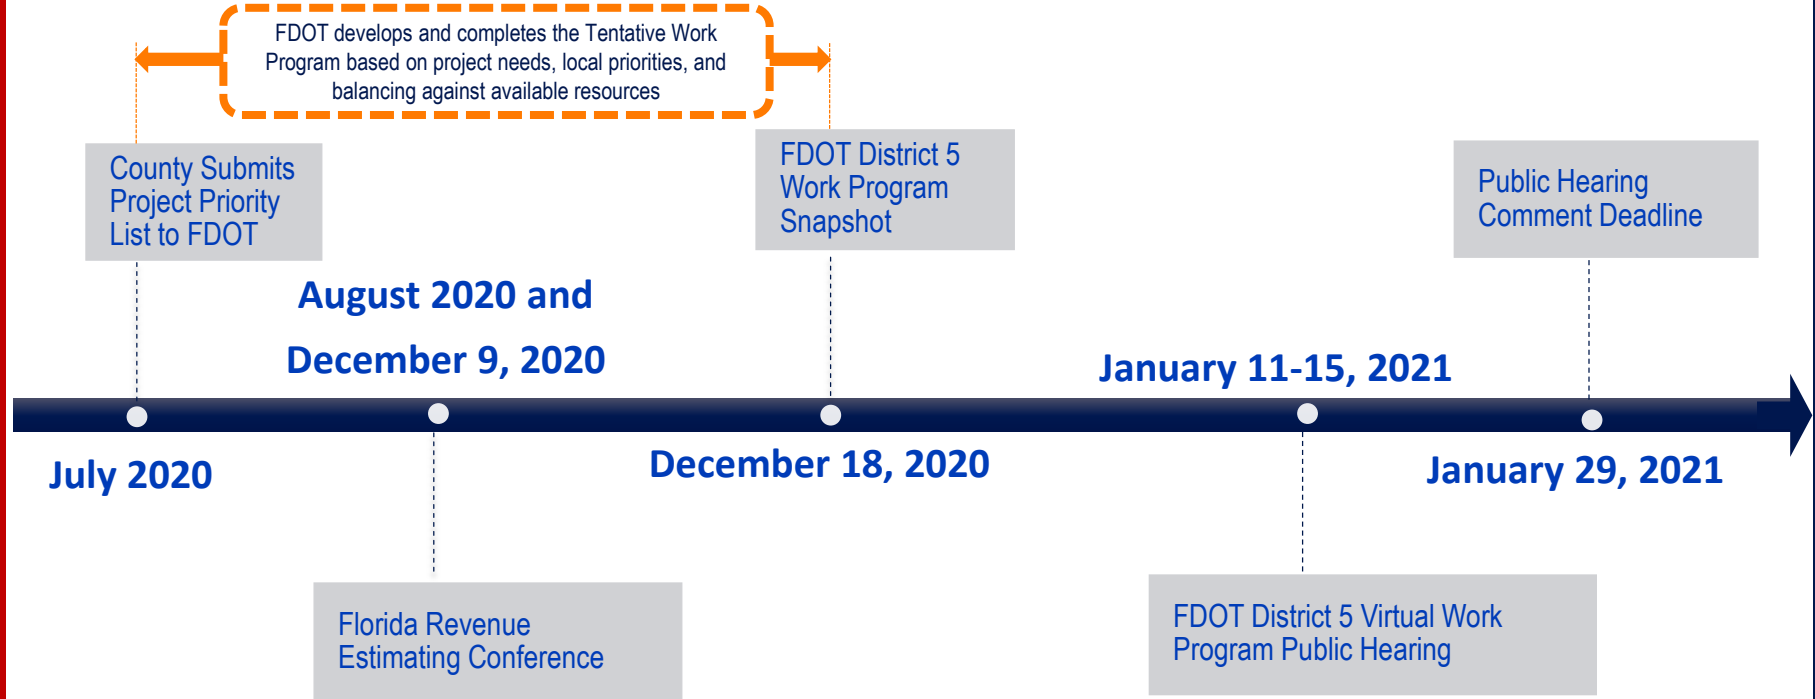 FDOT develops and completes the Tentative Work
Program based on project needs, local priorities, and
balancing against available resources
County Submits
Project Priority
List to FDOT
FDOT District 5
Work Program
Snapshot
Public Hearing
Comment Deadline
August 2020 and
December 9, 2020
January 11-15, 2021
July 2020
December 18, 2020
January 29, 2021
Florida Revenue
Estimating Conference
FDOT District 5 Virtual Work
Program Public Hearing